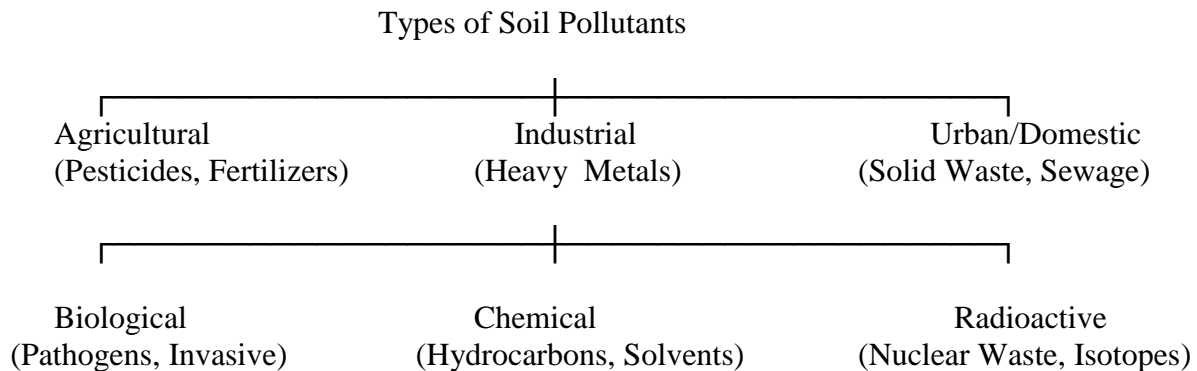 Types of Soil Pollutants
Agricultural Industrial Urban/Domestic
(Pesticides, Fertilizers) (Heavy Metals) (Solid Waste, Sewage)
Biological Chemical Radioactive
(Pathogens, Invasive) (Hydrocarbons, Solvents) (Nuclear Waste, Isotopes)